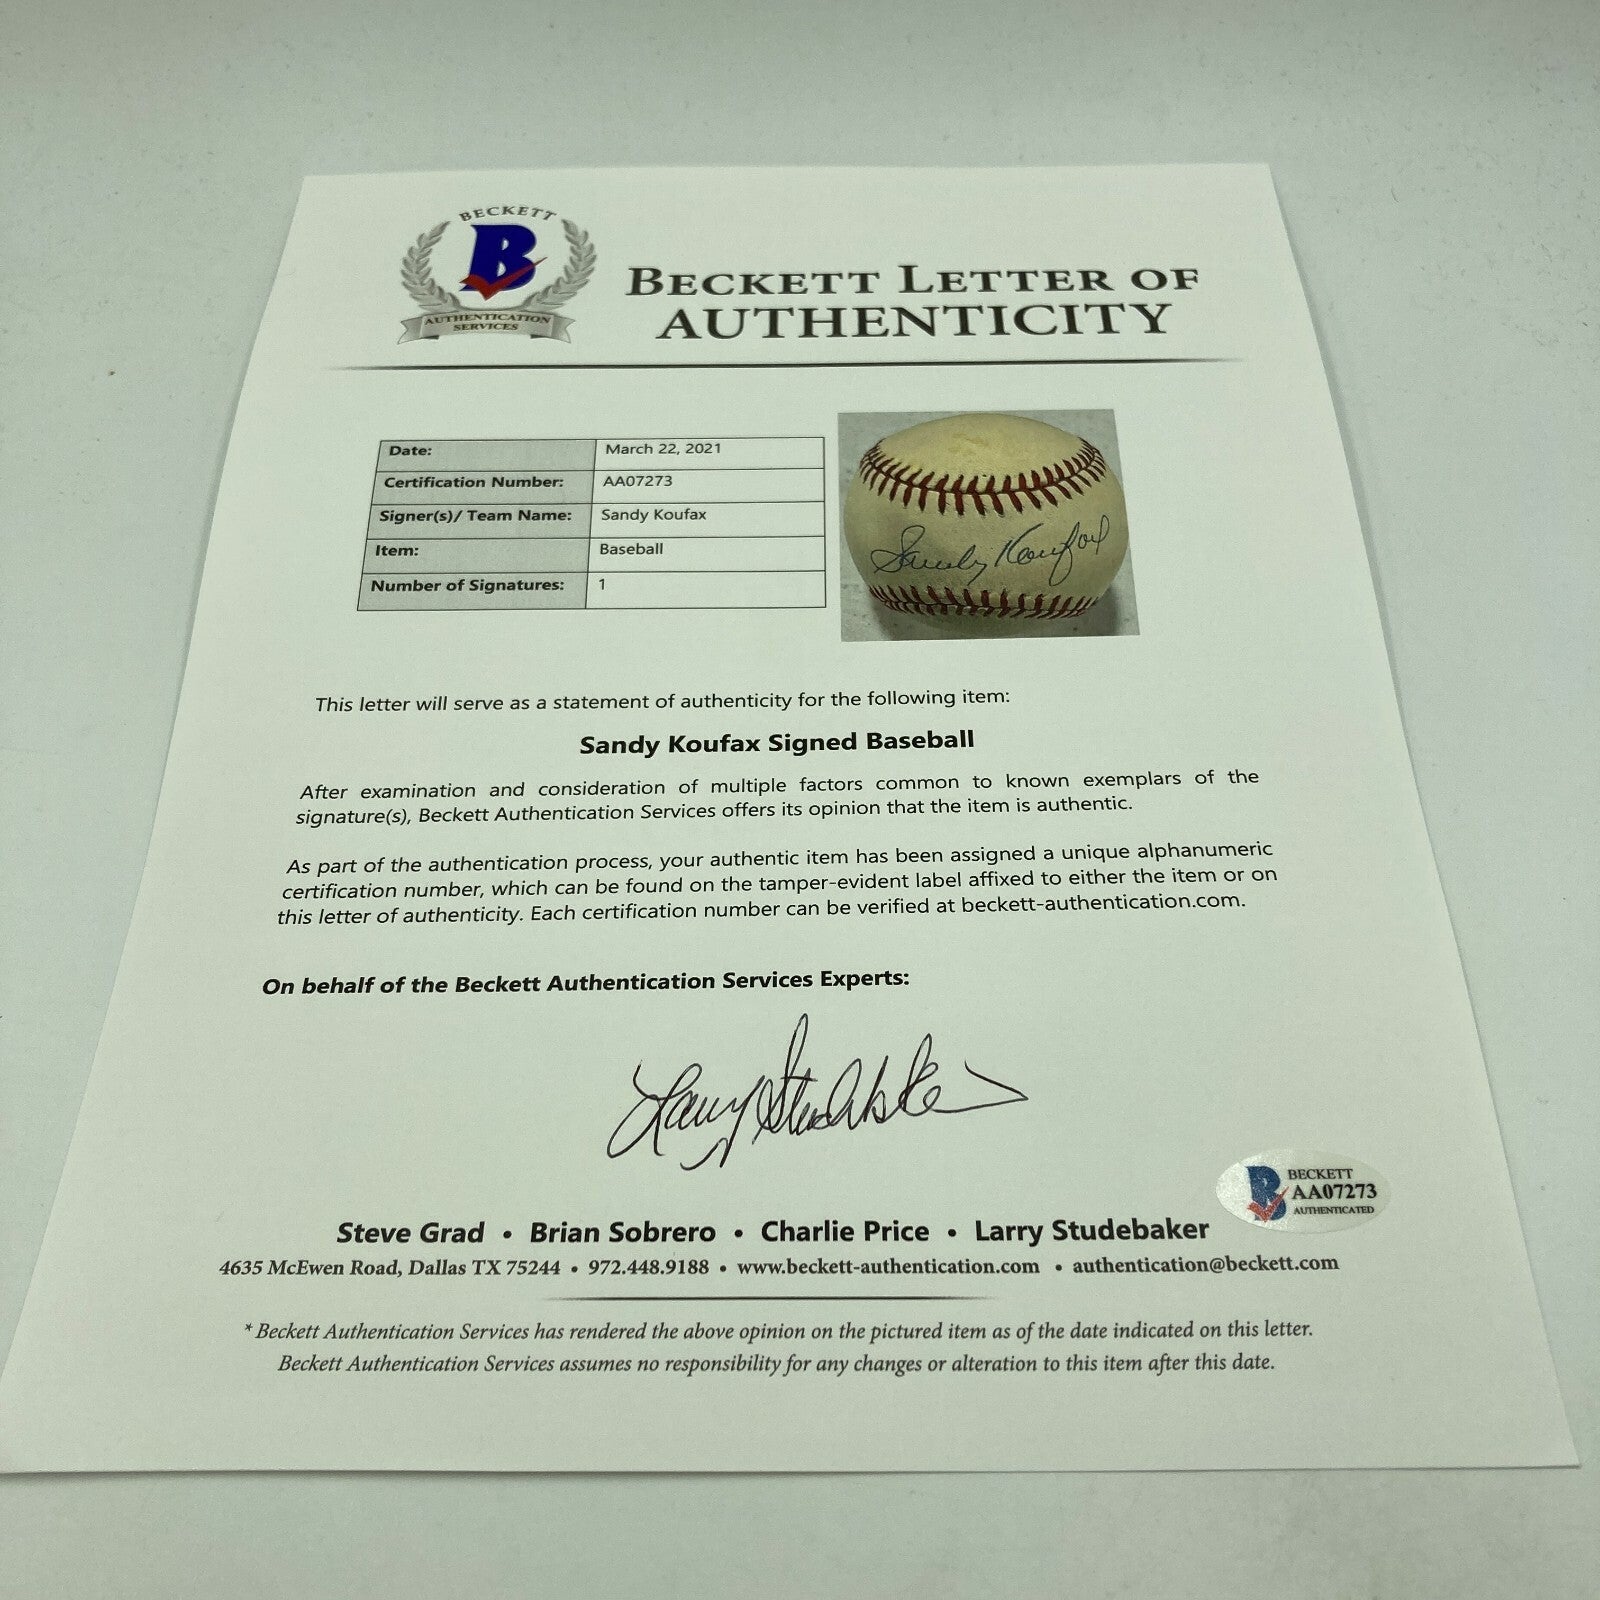 BECKETT
B
AUTHENTICATION
SERVICES
BECKETT LETTER OF
AUTHENTICITY
Date: March 22, 2021
Certification Number: AA07273
Signer(s)/ Team Name: Sandy Koufax
Item: Baseball
Number of Signatures: 1
Sandy Koufax
This letter will serve as a statement of authenticity for the following item:
Sandy Koufax Signed Baseball
After examination and consideration of multiple factors common to known exemplars of the
signature(s), Beckett Authentication Services offers its opinion that the item is authentic.
As part of the authentication process, your authentic item has been assigned a unique alphanumeric
certification number, which can be found on the tamper-evident label affixed to either the item or on
this letter of authenticity. Each certification number can be verified at beckett-authentication.com.
On behalf of the Beckett Authentication Services Experts:
Larry Studebaker
B
BECKETT
AA07273
AUTHENTICATED
Steve Grad • Brian Sobrero • Charlie Price • Larry Studebaker
4635 McEwen Road, Dallas TX 75244 • 972.448.9188 • www.beckett-authentication.com • authentication@beckett.com
* Beckett Authentication Services has rendered the above opinion on the pictured item as of the date indicated on this letter.
Beckett Authentication Services assumes no responsibility for any changes or alteration to this item after this date.